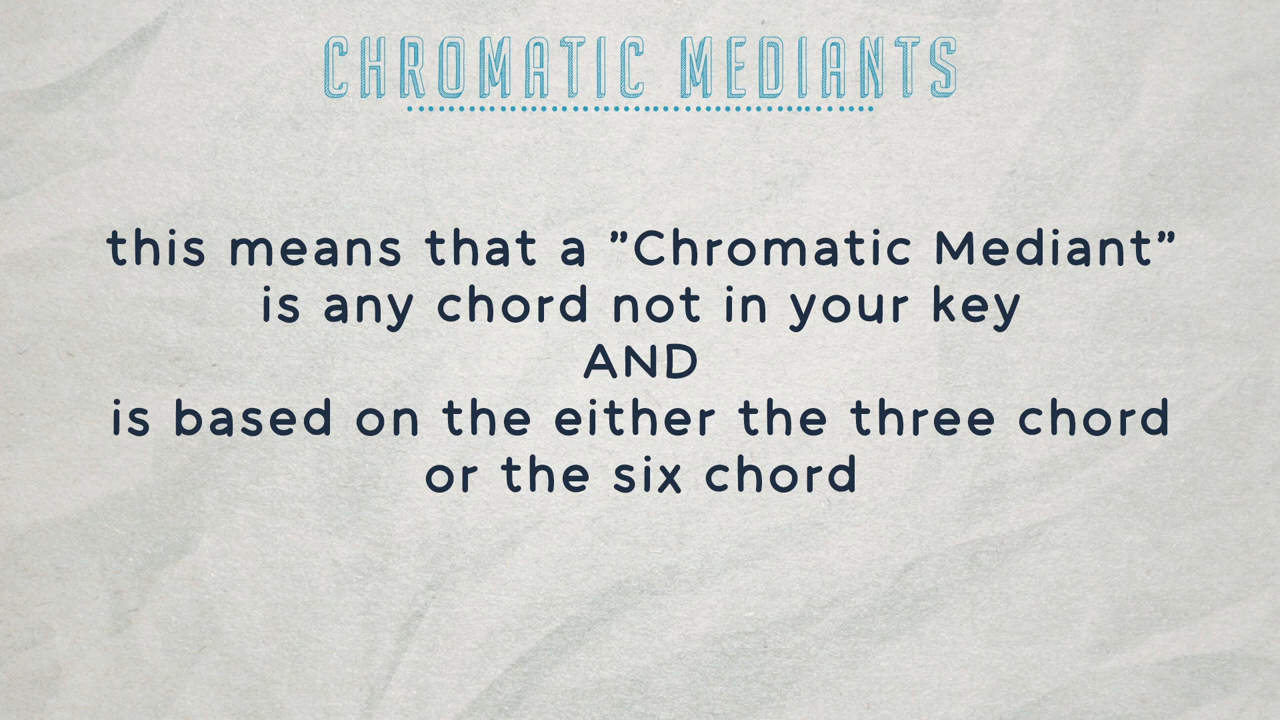 CHROMATIC MEDIANTS
this means that a "Chromatic Mediant"
is any chord not in your key
AND
is based on the either the three chord
or the six chord